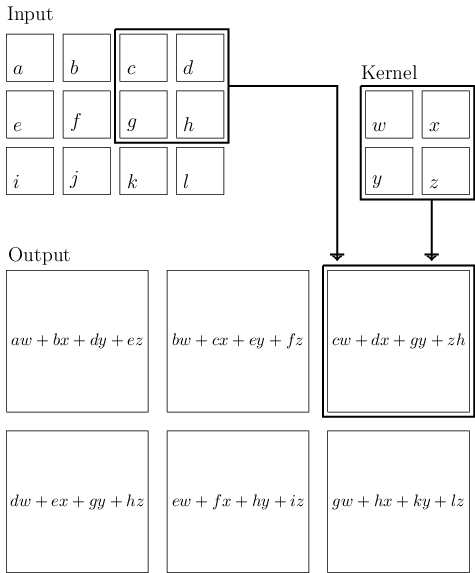 Input
a b c d
Kernel
e f g h
w x
i j k l
y z
Output
aw + bx + dy + ez bw + cx + ey + fz cw + dx + gy + zh
dw + ex + gy + hz ew + fx + hy + iz gw + hx + ky + lz